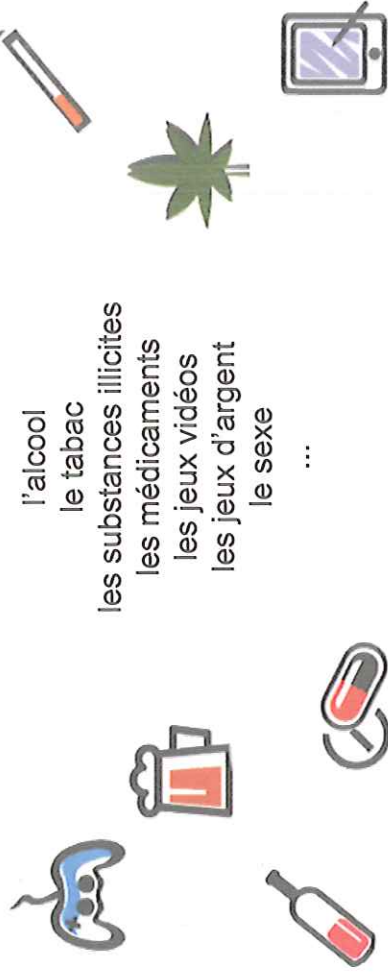 l'alcool
le tabac
les substances illicites
les médicaments
les jeux vidéos
les jeux d'argent
le sexe
...